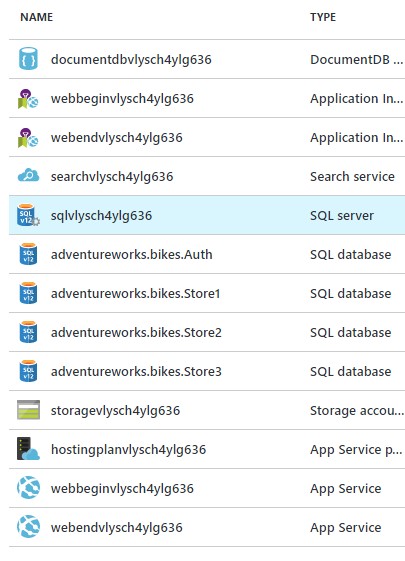 NAME TYPE
documentdbvlysch4ylg636 DocumentDB ...
webbeginvlysch4ylg636 Application In...
webendvlysch4ylg636 Application In...
searchvlysch4ylg636 Search service
sqlvlysch4ylg636 SQL server
adventureworks.bikes.Auth SQL database
adventureworks.bikes.Store1 SQL database
adventureworks.bikes.Store2 SQL database
adventureworks.bikes.Store3 SQL database
storagevlysch4ylg636 Storage accou...
hostingplanvlysch4ylg636 App Service p...
webbeginvlysch4ylg636 App Service
webendvlysch4ylg636 App Service